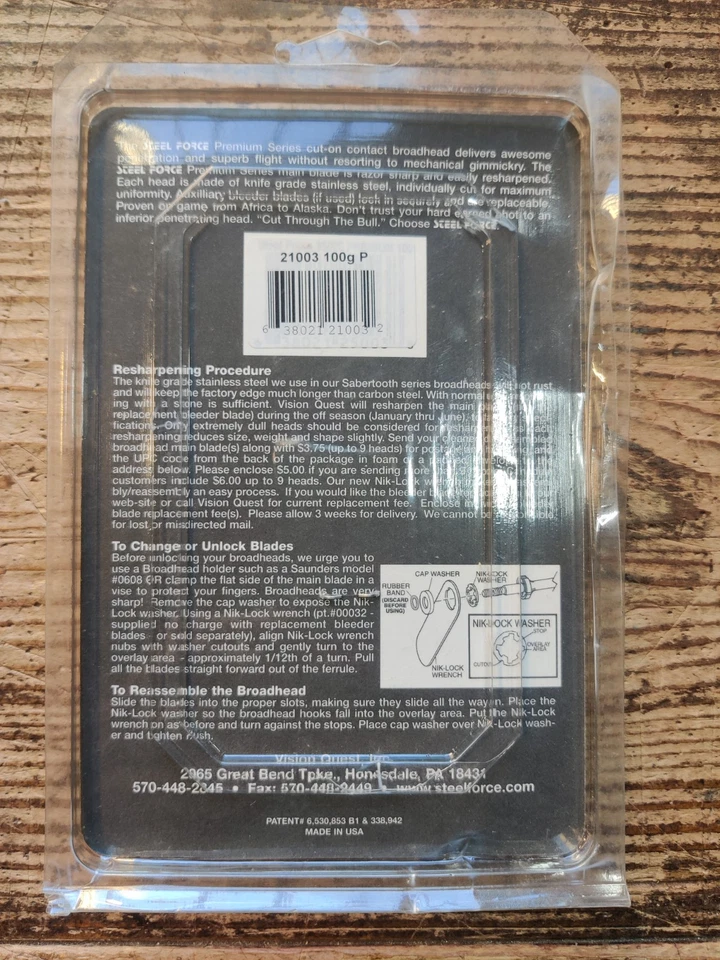 The STEEL FORCE Premium Series cut-on contact broadhead delivers awesome
penetration and superb flight without resorting to mechanical gimmickry. The
STEEL FORCE Premium Series main blade is razor sharp and easily resharpened.
Each head is made of knife grade stainless steel, individually cut for maximum
uniformity. Auxilliary bleeder blades (if used) lock in securely and are replaceable.
Proven on game from Africa to Alaska. Don't trust your hard earned shot to an
inferior penetrating head. "Cut Through The Bull." Choose STEEL FORCE.
21003 100g P
6 38021 21003 2
Resharpening Procedure
The knife grade stainless steel we use in our Sabertooth series broadheads will not rust
and will keep the factory edge much longer than carbon steel. With normal
ing with a stone is sufficient. Vision Quest will resharpen the main
replacement bleeder blade) during the off season (January thru June)
fications. Only extremely dull heads should be considered for
resharpening reduces size, weight and shape slightly. Send your cleaned
broadhead main blade(s) along with $3.75 (up to 9 heads) for and
the UPC code from the back of the package in foam or a
address below. Please enclose $5.00 if you are sending more
customers include $6.00 up to 9 heads. Our new Nik-Lock
bly/reassembly an easy process. If you would like the bleeder
web-site or call Vision Quest for current replacement fee. Enclose
blade replacement fee(s). Please allow 3 weeks for delivery. We cannot be responsible
for lost or misdirected mail.
To Change or Unlock Blades
Before unlocking your broadheads, we urge you to
use a Broadhead holder such as a Saunders model
#0608 OR clamp the flat side of the main blade in a
vise to protect your fingers. Broadheads are very
sharp! Remove the cap washer to expose the Nik-
Lock washer. Using a Nik-Lock wrench (pt.#00032 -
supplied no charge with replacement bleeder
blades or sold separately), align Nik-Lock wrench
nubs with washer cutouts and gently turn to the
overlay area - approximately 1/12th of a turn. Pull
all the blades straight forward out of the ferrule.
CAP WASHER
NIK-LOCK
WASHER
RUBBER
BAND
(DISCARD
BEFORE
USING)
NIK-LOCK WASHER
STOP
OVERLAY
AREA
CUTOUT
NIK-LOCK
WRENCH
To Reassemble the Broadhead
Slide the blades into the proper slots, making sure they slide all the way in. Place the
Nik-Lock washer so the broadhead hooks fall into the overlay area. Put the Nik-Lock
wrench on as before and turn against the stops. Place cap washer over Nik-Lock wash-
er and tighten flush.
Vision Quest, Inc.
2065 Great Bend Tpke., Honesdale, PA 18431
570-448-2845 • Fax: 570-448-2449 • www.steelforce.com
PATENT# 6,530,853 B1 & 338,942
MADE IN USA